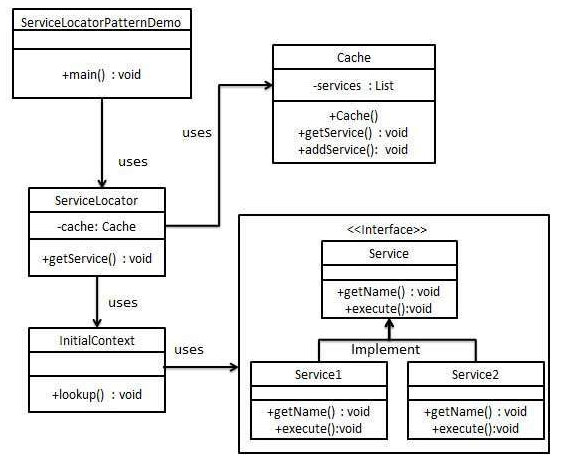 ServiceLocatorPatternDemo
+main() : void
uses
Cache
-services : List
+Cache()
+getService() : void
+addService(): void
uses
ServiceLocator
-cache: Cache
+getService() : void
uses
InitialContext
+lookup() : void
uses
<<Interface>>
Service
+getName() : void
+execute():void
Implement
Service1
+getName() : void
+execute():void
Service2
+getName() : void
+execute():void